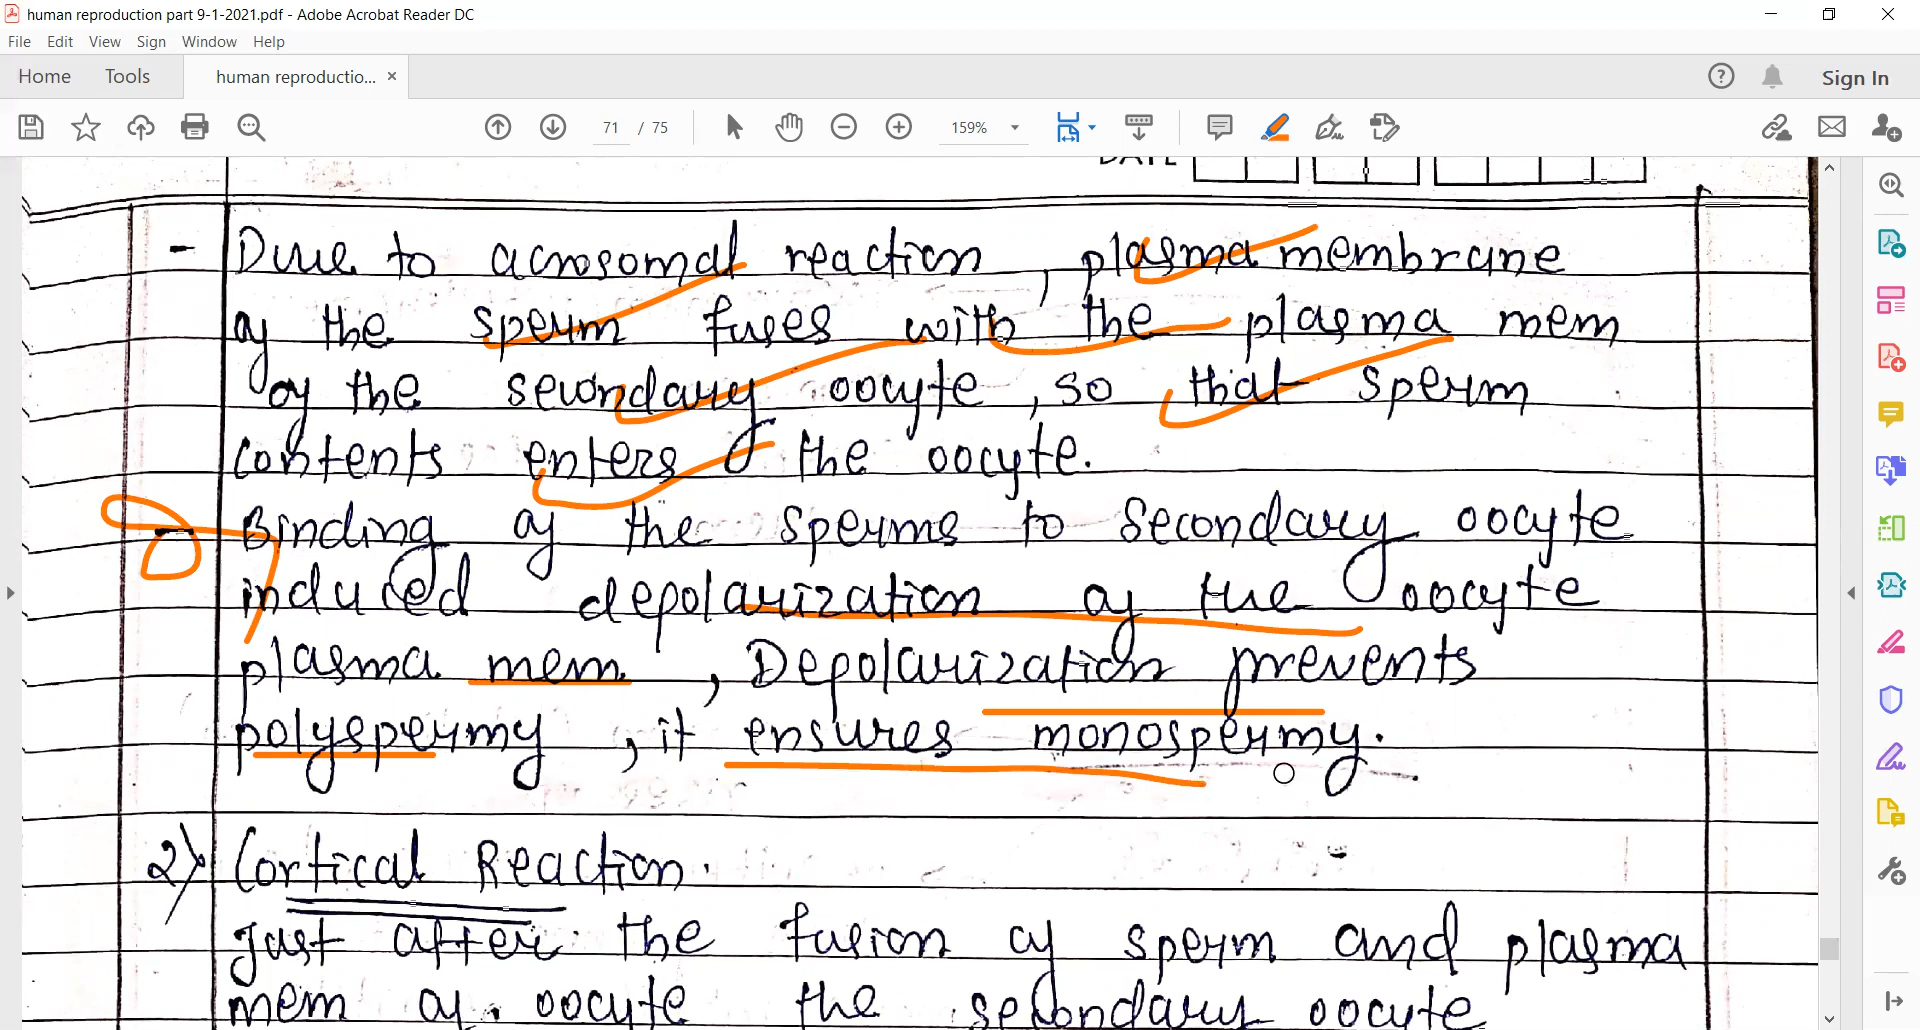 human reproduction part 9-1-2021.pdf - Adobe Acrobat Reader DC
File Edit View Sign Window Help
Home Tools human reproductio... × Sign In
71 / 75 159%
DATE
- Due to acrosomal reaction, plasma membrane
of the sperm fuses with the plasma mem
of the secondary oocyte, so that sperm
contents enters the oocyte.
- Binding of the sperms to secondary oocyte
induced depolarization of the oocyte
plasma mem, Depolarization prevents
polyspermy, it ensures monospermy.
2) Cortical Reaction.
Just after the fusion of sperm and plasma
mem of oocyte the secondary oocyte